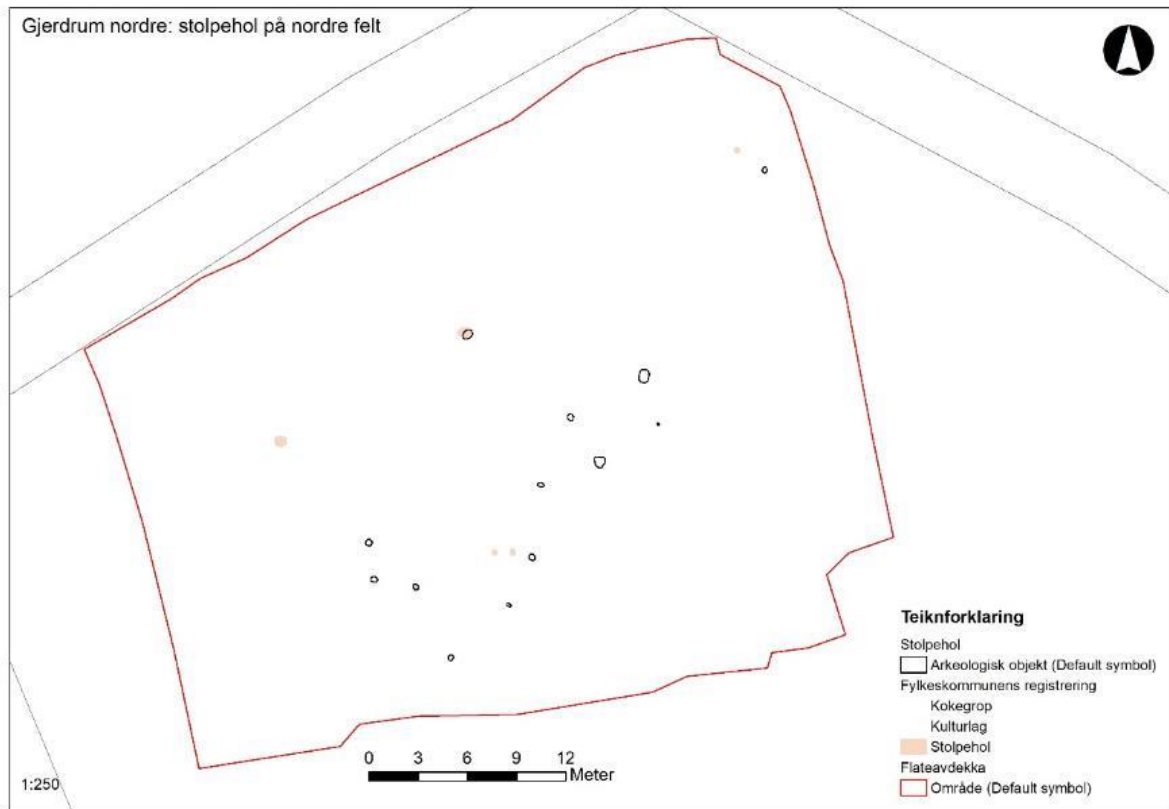 Gjerdrum nordre: stolpehol på nordre felt
Teiknforklaring
Stolpehol
Arkeologisk objekt (Default symbol)
Fylkeskommunens registrering
Kokegrop
Kulturlag
Stolpehol
Flateavdekka
Område (Default symbol)
0 3 6 9 12
Meter
1:250